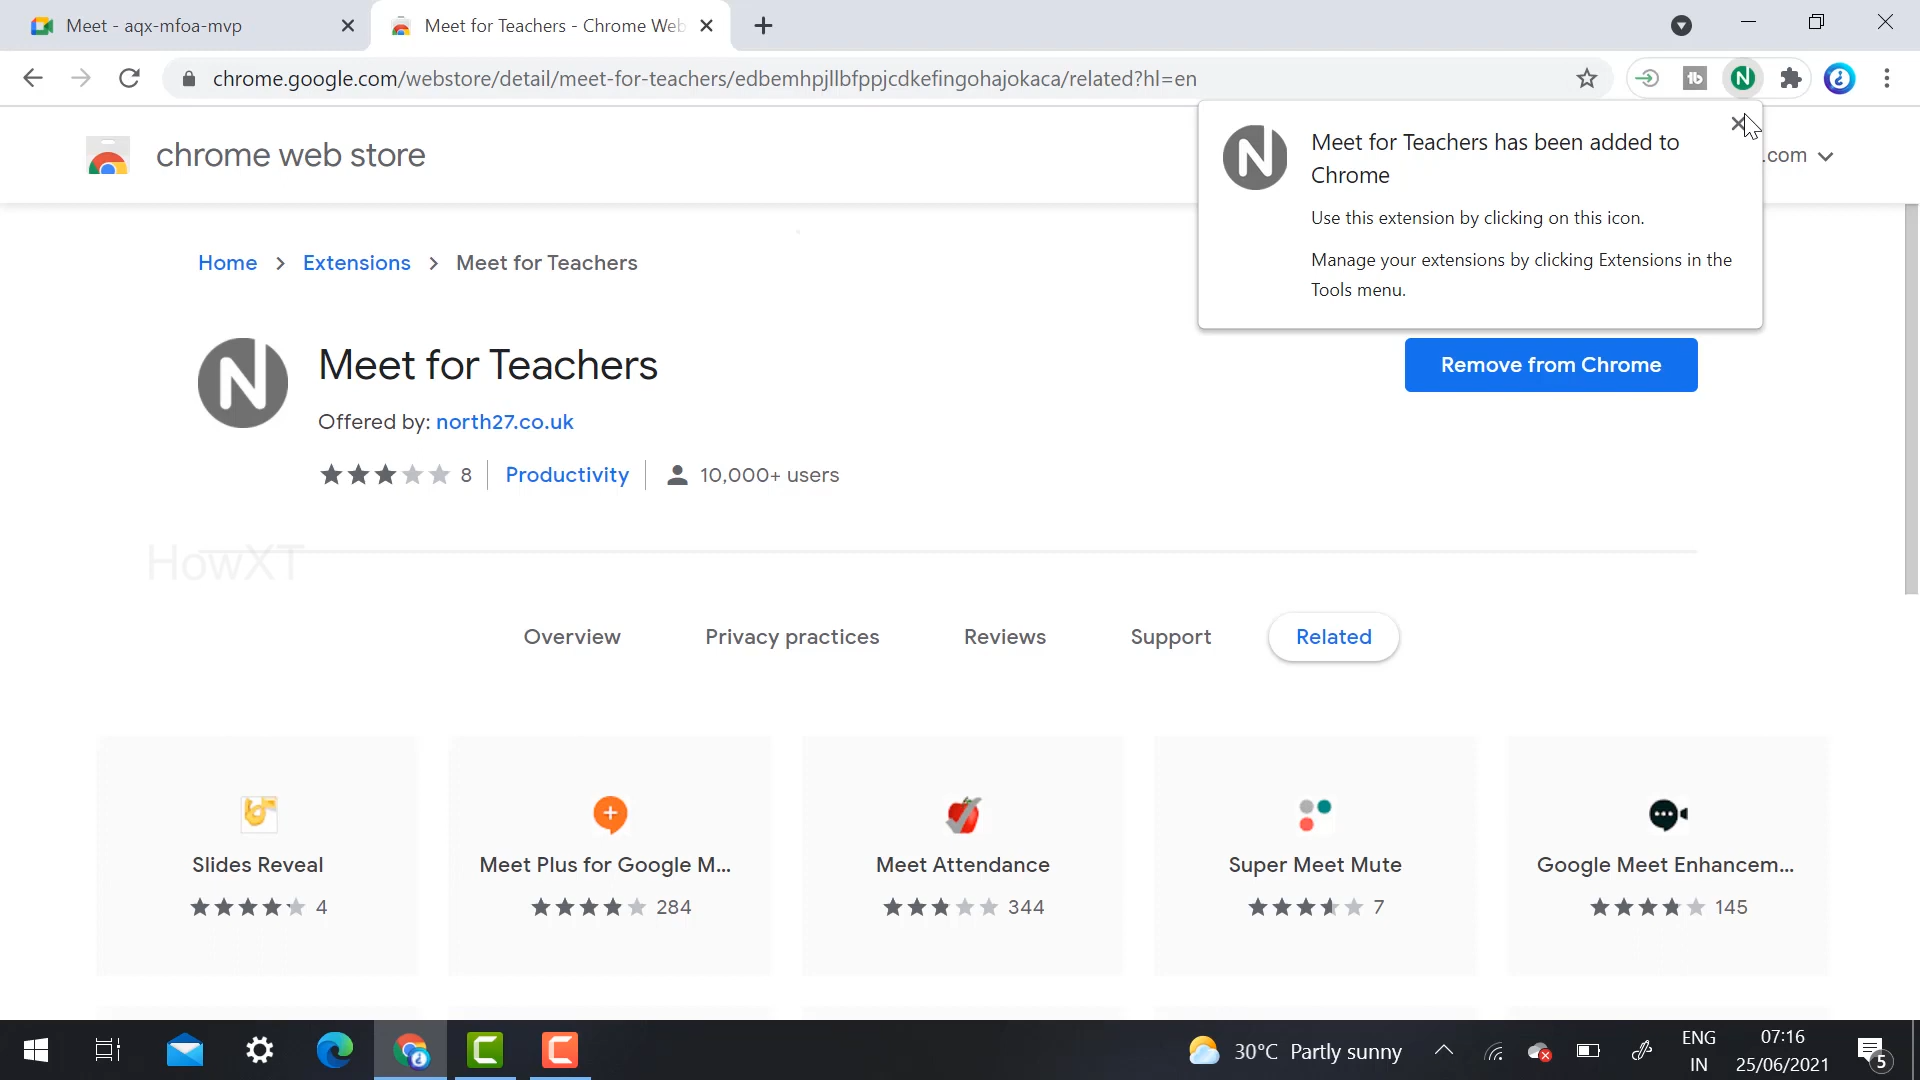 Meet - aqx-mfoa-mvp
Meet for Teachers - Chrome Web
chrome.google.com/webstore/detail/meet-for-teachers/edbemhpjllbfppjcdkefingohajokaca/related?hl=en
chrome web store
.com
Meet for Teachers has been added to
Chrome
Use this extension by clicking on this icon.
Manage your extensions by clicking Extensions in the
Tools menu.
Home > Extensions > Meet for Teachers
Meet for Teachers
Remove from Chrome
Offered by: north27.co.uk
8 Productivity 10,000+ users
HowXT
Overview Privacy practices Reviews Support Related
Slides Reveal
4
Meet Plus for Google M...
284
Meet Attendance
344
Super Meet Mute
7
Google Meet Enhancem...
145
30°C Partly sunny
ENG
IN
07:16
25/06/2021
5